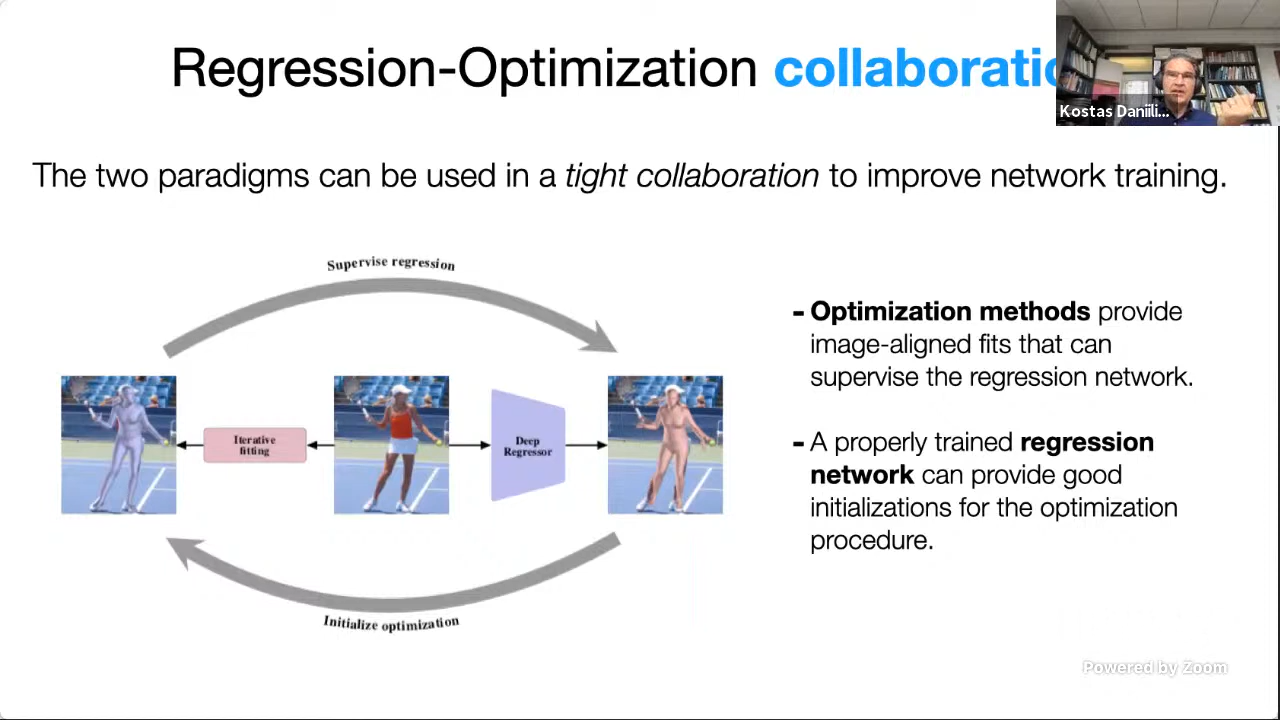 Regression-Optimization collaboratio
Kostas Daniili...
The two paradigms can be used in a tight collaboration to improve network training.
Supervise regression
Iterative
fitting
Deep
Regressor
Initialize optimization
- Optimization methods provide
image-aligned fits that can
supervise the regression network.
- A properly trained regression
network can provide good
initializations for the optimization
procedure.
Powered by Zoom